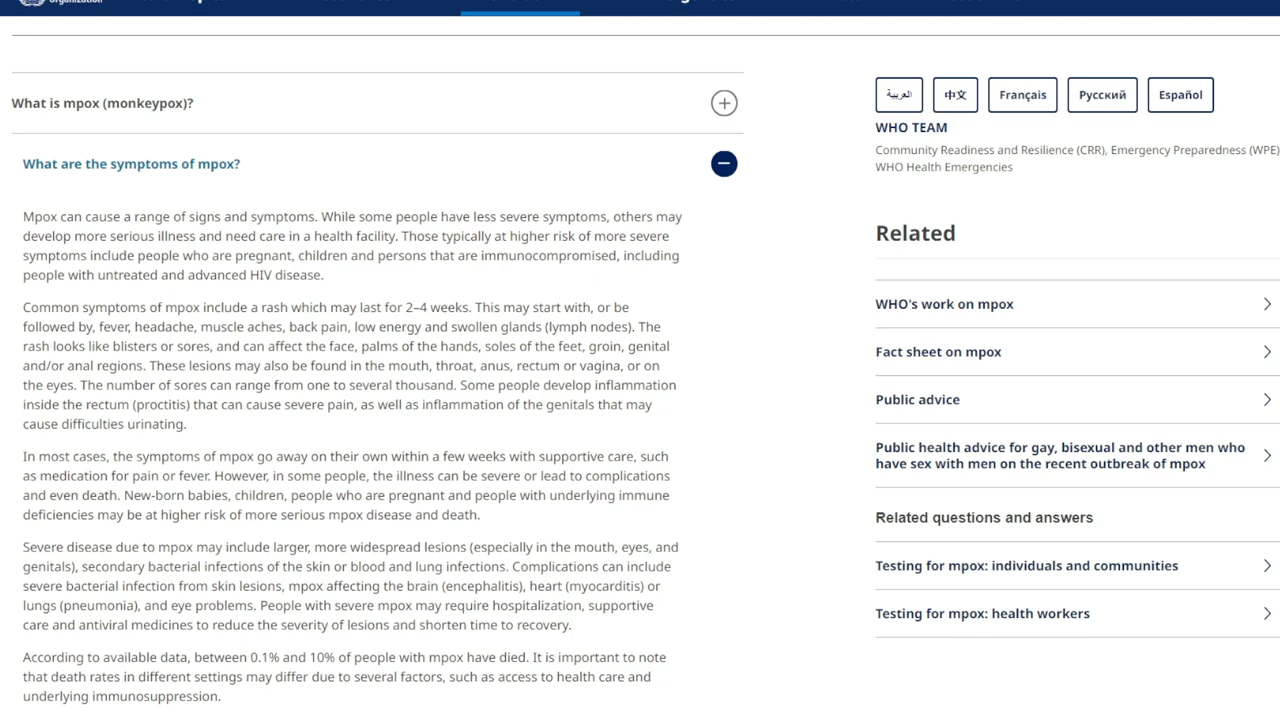 What is mpox (monkeypox)?
What are the symptoms of mpox?
Mpox can cause a range of signs and symptoms. While some people have less severe symptoms, others may
develop more serious illness and need care in a health facility. Those typically at higher risk of more severe
symptoms include people who are pregnant, children and persons that are immunocompromised, including
people with untreated and advanced HIV disease.
Common symptoms of mpox include a rash which may last for 2–4 weeks. This may start with, or be
followed by, fever, headache, muscle aches, back pain, low energy and swollen glands (lymph nodes). The
rash looks like blisters or sores, and can affect the face, palms of the hands, soles of the feet, groin, genital
and/or anal regions. These lesions may also be found in the mouth, throat, anus, rectum or vagina, or on
the eyes. The number of sores can range from one to several thousand. Some people develop inflammation
inside the rectum (proctitis) that can cause severe pain, as well as inflammation of the genitals that may
cause difficulties urinating.
In most cases, the symptoms of mpox go away on their own within a few weeks with supportive care, such
as medication for pain or fever. However, in some people, the illness can be severe or lead to complications
and even death. New-born babies, children, people who are pregnant and people with underlying immune
deficiencies may be at higher risk of more serious mpox disease and death.
Severe disease due to mpox may include larger, more widespread lesions (especially in the mouth, eyes, and
genitals), secondary bacterial infections of the skin or blood and lung infections. Complications can include
severe bacterial infection from skin lesions, mpox affecting the brain (encephalitis), heart (myocarditis) or
lungs (pneumonia), and eye problems. People with severe mpox may require hospitalization, supportive
care and antiviral medicines to reduce the severity of lesions and shorten time to recovery.
According to available data, between 0.1% and 10% of people with mpox have died. It is important to note
that death rates in different settings may differ due to several factors, such as access to health care and
underlying immunosuppression.
العربية 中文 Français Русский Español
WHO TEAM
Community Readiness and Resilience (CRR), Emergency Preparedness (WPE)
WHO Health Emergencies
Related
WHO's work on mpox
Fact sheet on mpox
Public advice
Public health advice for gay, bisexual and other men who
have sex with men on the recent outbreak of mpox
Related questions and answers
Testing for mpox: individuals and communities
Testing for mpox: health workers